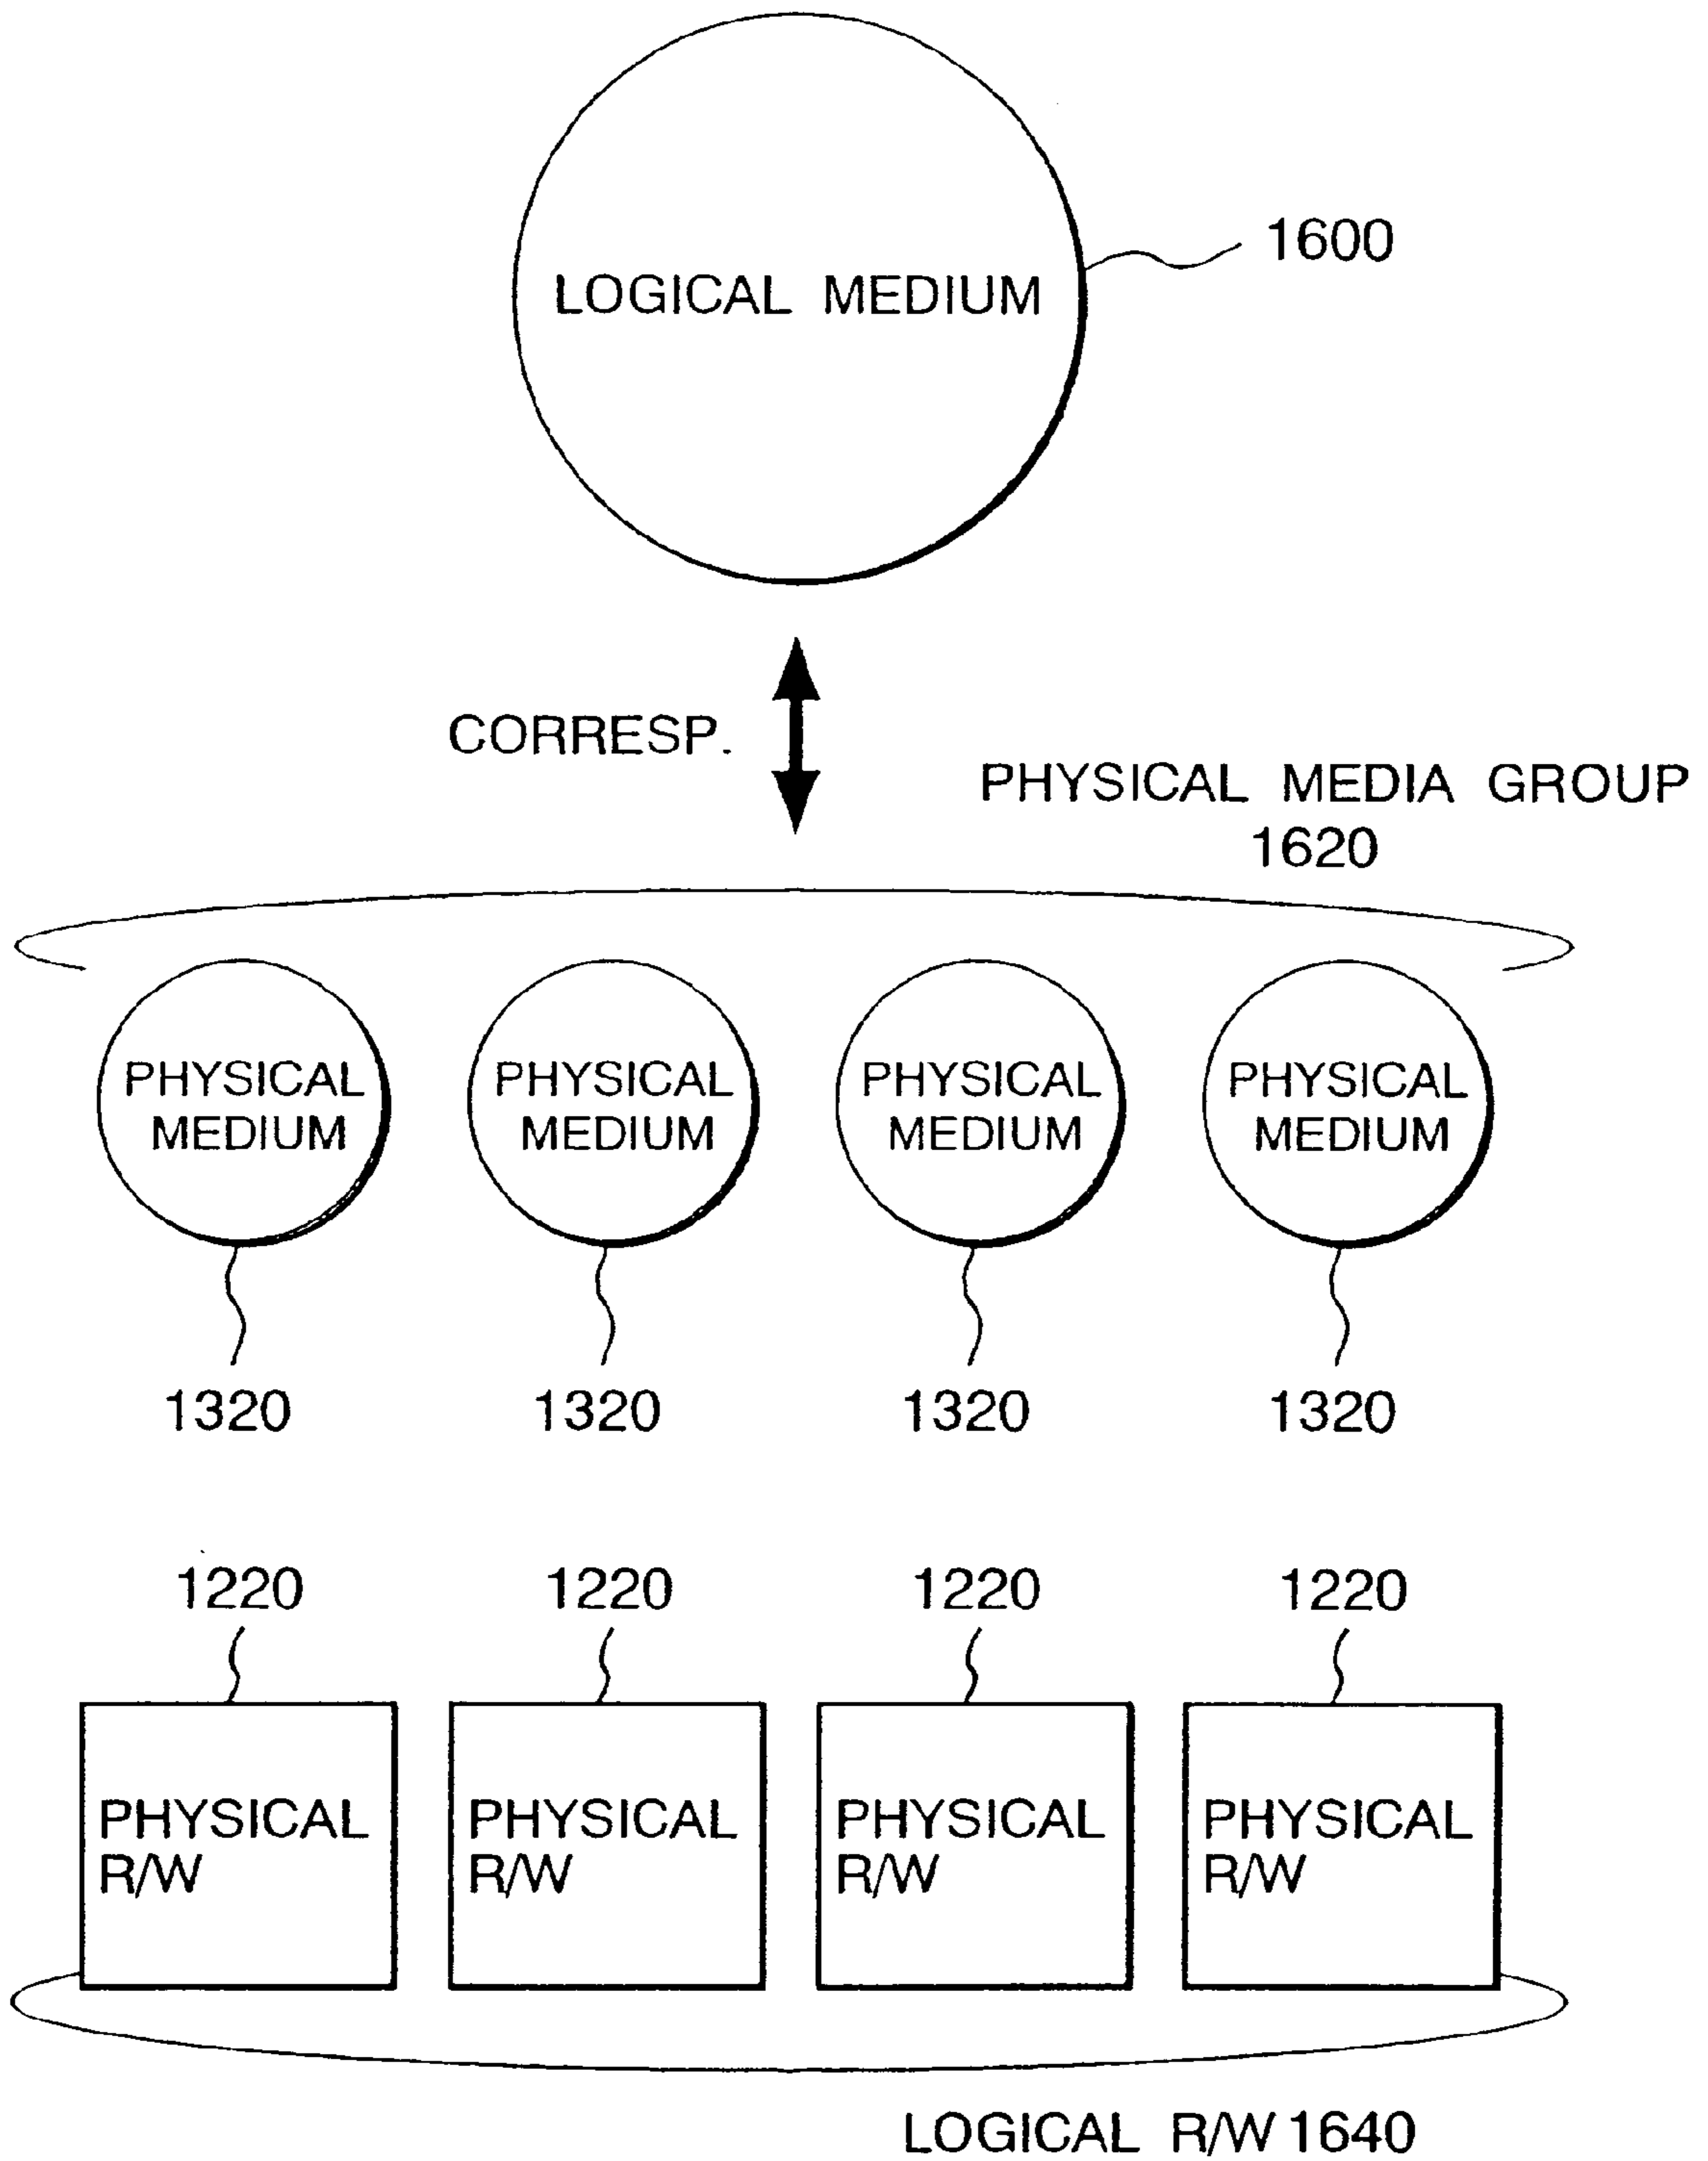 LOGICAL MEDIUM
1600
CORRESP.
PHYSICAL MEDIA GROUP
1620
PHYSICAL
MEDIUM
PHYSICAL
MEDIUM
PHYSICAL
MEDIUM
PHYSICAL
MEDIUM
1320
1320
1320
1320
1220
1220
1220
1220
PHYSICAL
R/W
PHYSICAL
R/W
PHYSICAL
R/W
PHYSICAL
R/W
LOGICAL R/W 1640